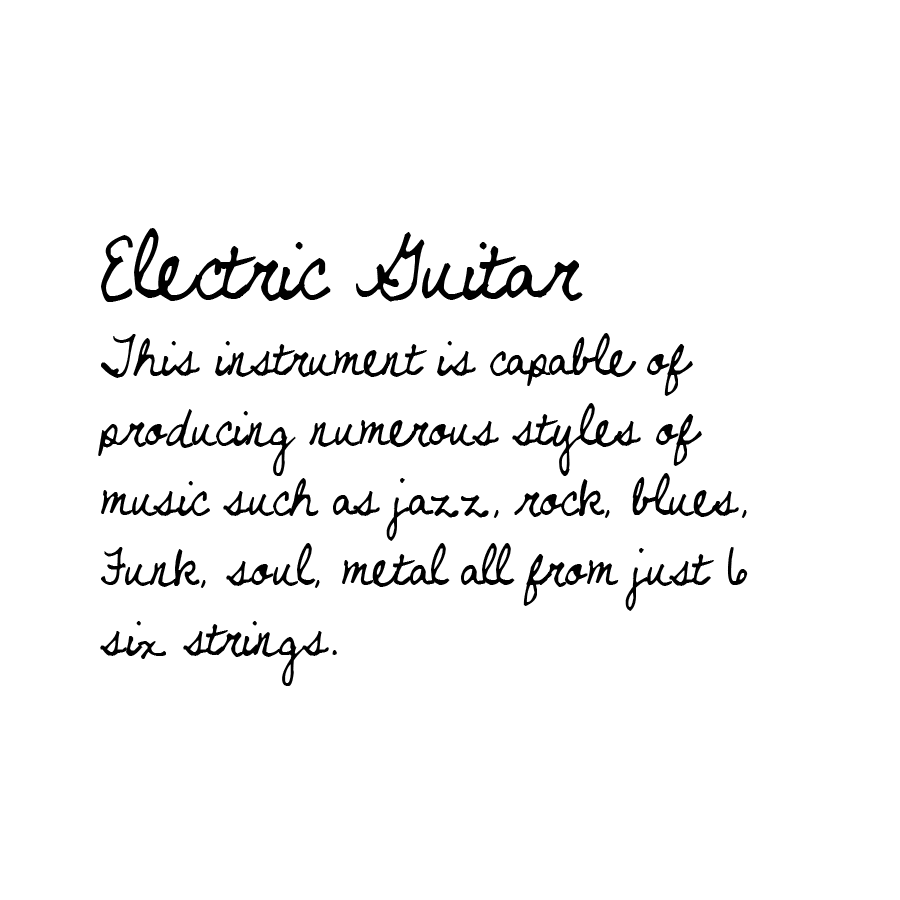 Electric Guitar
This instrument is capable of
producing numerous styles of
music such as jazz, rock, blues,
Funk, soul, metal all from just 6
six strings.